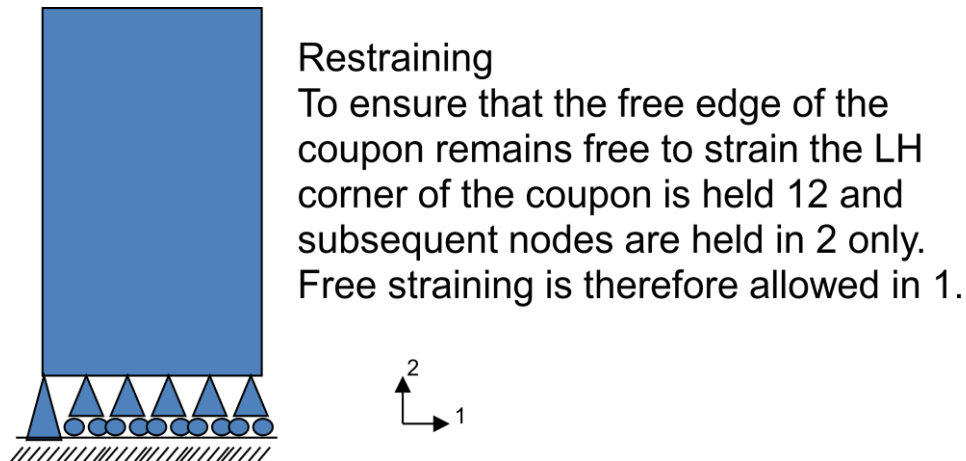 Restraining
To ensure that the free edge of the
coupon remains free to strain the LH
corner of the coupon is held 12 and
subsequent nodes are held in 2 only.
Free straining is therefore allowed in 1.
2
1